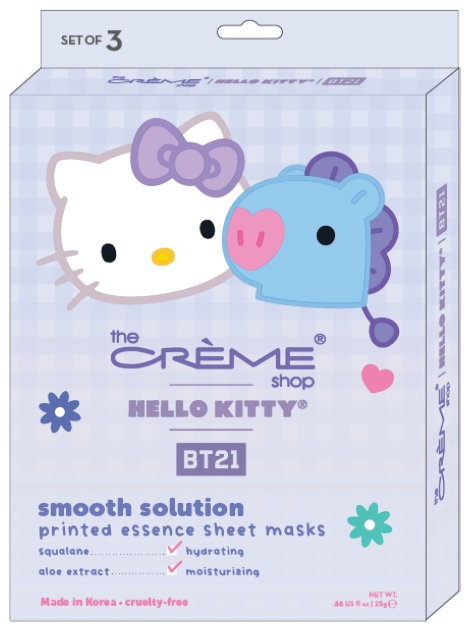 SET OF 3
the CRÈME shop | HELLO KITTY® | BT21
the
CRÈME®
shop
HELLO KITTY®
BT21
smooth solution
printed essence sheet masks
squalane.................... hydrating
aloe extract.............. moisturizing
Made in Korea • cruelty-free
NET WT.
.88 US fl oz | 25g ℮
the CRÈME® shop | HELLO KITTY® | BT21